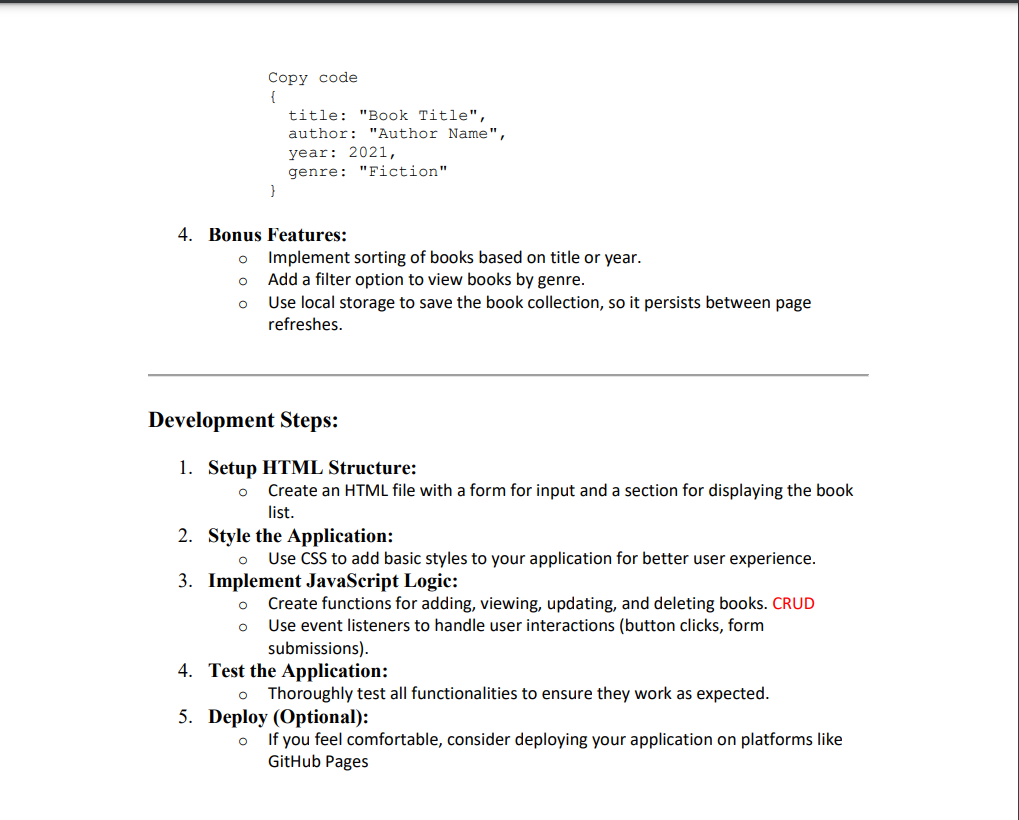 Copy code
{
title: "Book Title",
author: "Author Name",
year: 2021,
genre: "Fiction"
}
4. Bonus Features:
o Implement sorting of books based on title or year.
o Add a filter option to view books by genre.
o Use local storage to save the book collection, so it persists between page
refreshes.
Development Steps:
1. Setup HTML Structure:
o Create an HTML file with a form for input and a section for displaying the book
list.
2. Style the Application:
o Use CSS to add basic styles to your application for better user experience.
3. Implement JavaScript Logic:
o Create functions for adding, viewing, updating, and deleting books. CRUD
o Use event listeners to handle user interactions (button clicks, form
submissions).
4. Test the Application:
o Thoroughly test all functionalities to ensure they work as expected.
5. Deploy (Optional):
o If you feel comfortable, consider deploying your application on platforms like
GitHub Pages